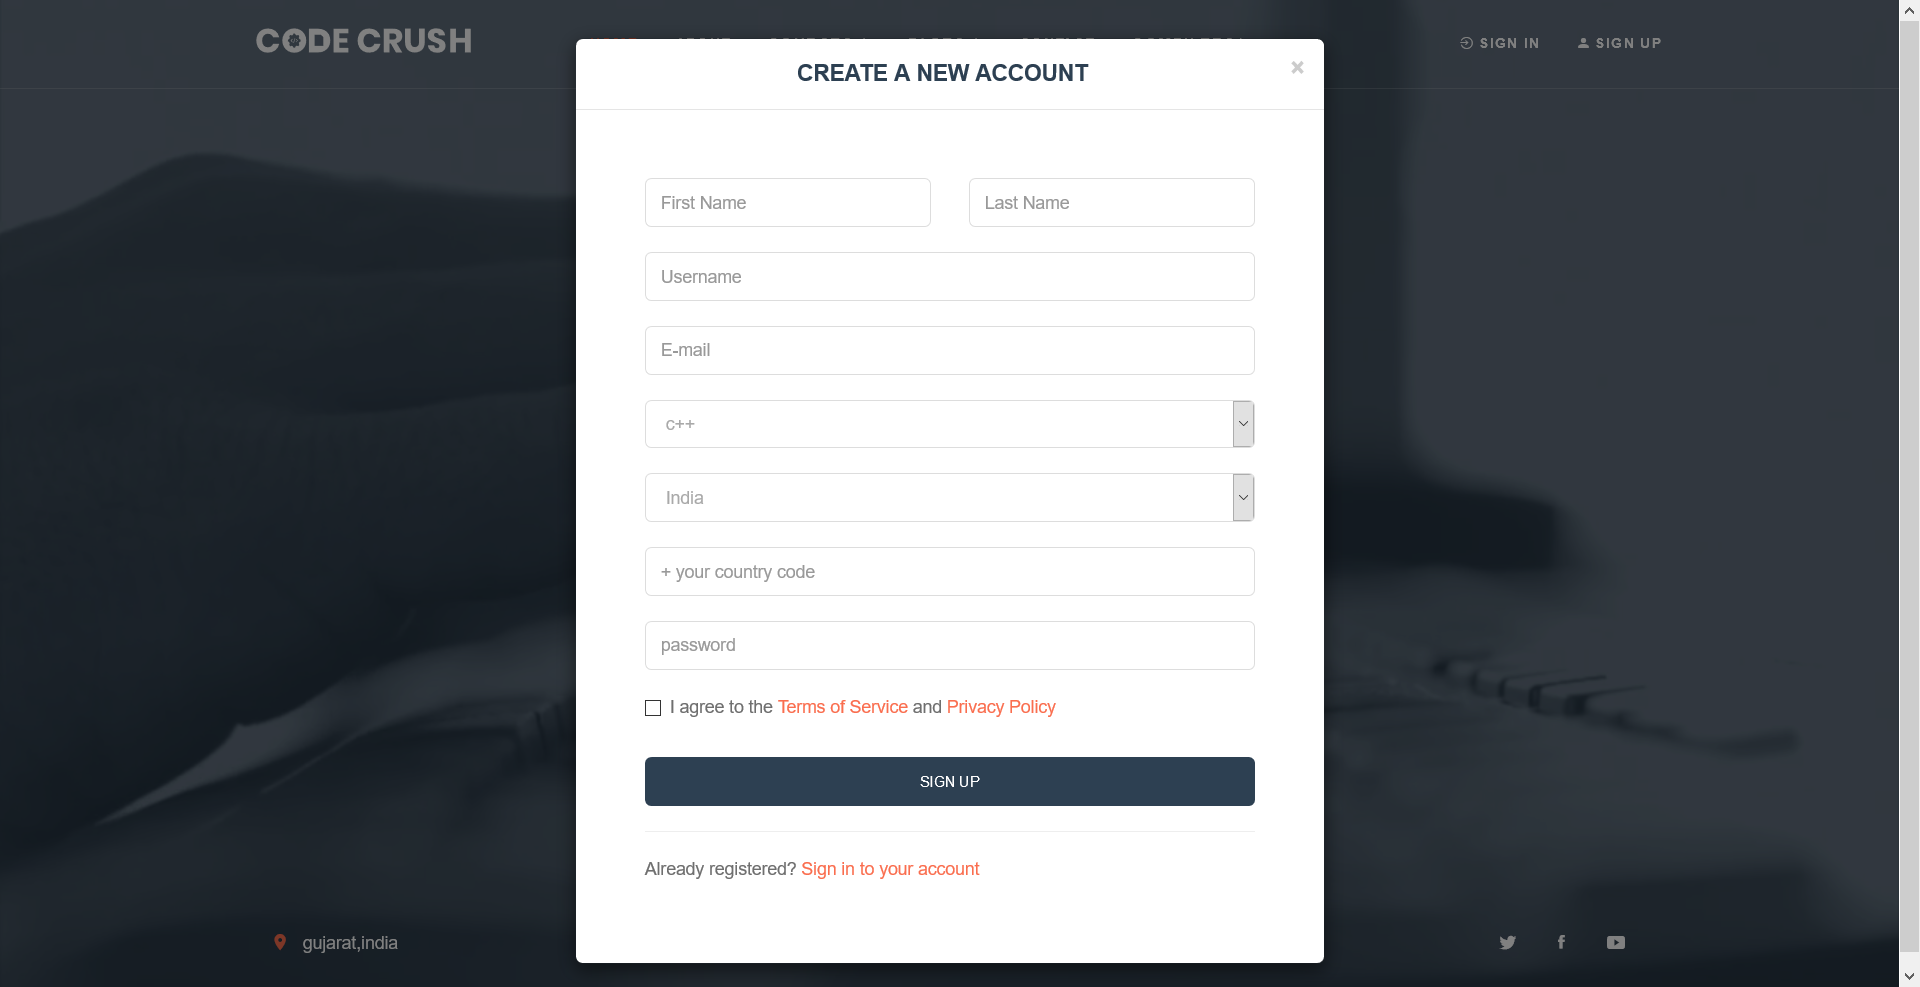 CODE CRUSH
SIGN IN
SIGN UP
CREATE A NEW ACCOUNT
×
First Name
Last Name
Username
E-mail
c++
India
+ your country code
password
I agree to the Terms of Service and Privacy Policy
SIGN UP
Already registered? Sign in to your account
gujarat,india